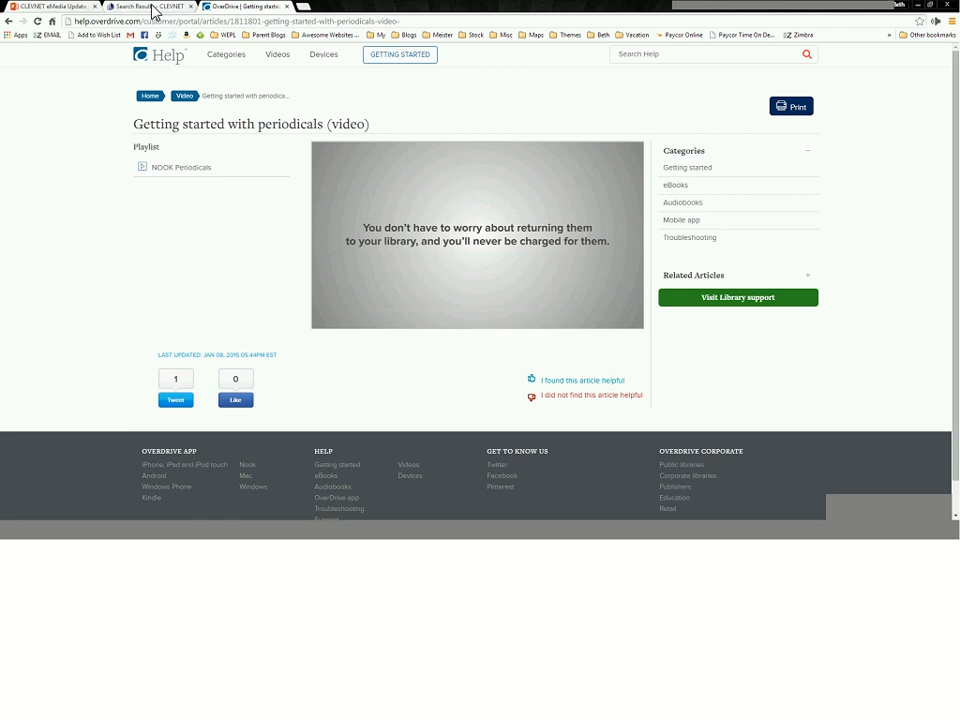 CLEVNET eMedia Updat...
Search Resul... CLEVNET
OverDrive | Getting starte...
Beth
help.overdrive.com/customer/portal/articles/1811801-getting-started-with-periodicals-video-
Apps
EMAIL
Add to Wish List
WEPL
Parent Blogs
Awesome Websites ...
My
Blogs
Meister
Stock
Misc
Maps
Themes
Beth
Vacation
Paycor Online
Paycor Time On De...
Zimbra
»
Other bookmarks
Help
Categories
Videos
Devices
GETTING STARTED
Search Help
Home
Video
Getting started with periodica...
Print
Getting started with periodicals (video)
Playlist
NOOK Periodicals
You don't have to worry about returning them
to your library, and you'll never be charged for them.
Categories
Getting started
eBooks
Audiobooks
Mobile app
Troubleshooting
Related Articles
+
Visit Library support
LAST UPDATED: JAN 08, 2015 05:44PM EST
1
Tweet
0
Like
I found this article helpful
I did not find this article helpful
OVERDRIVE APP
iPhone, iPad and iPod touch
Android
Windows Phone
Kindle
Nook
Mac
Windows
HELP
Getting started
eBooks
Audiobooks
OverDrive app
Troubleshooting
Support
Videos
Devices
GET TO KNOW US
Twitter
Facebook
Pinterest
OVERDRIVE CORPORATE
Public libraries
Corporate libraries
Publishers
Education
Retail